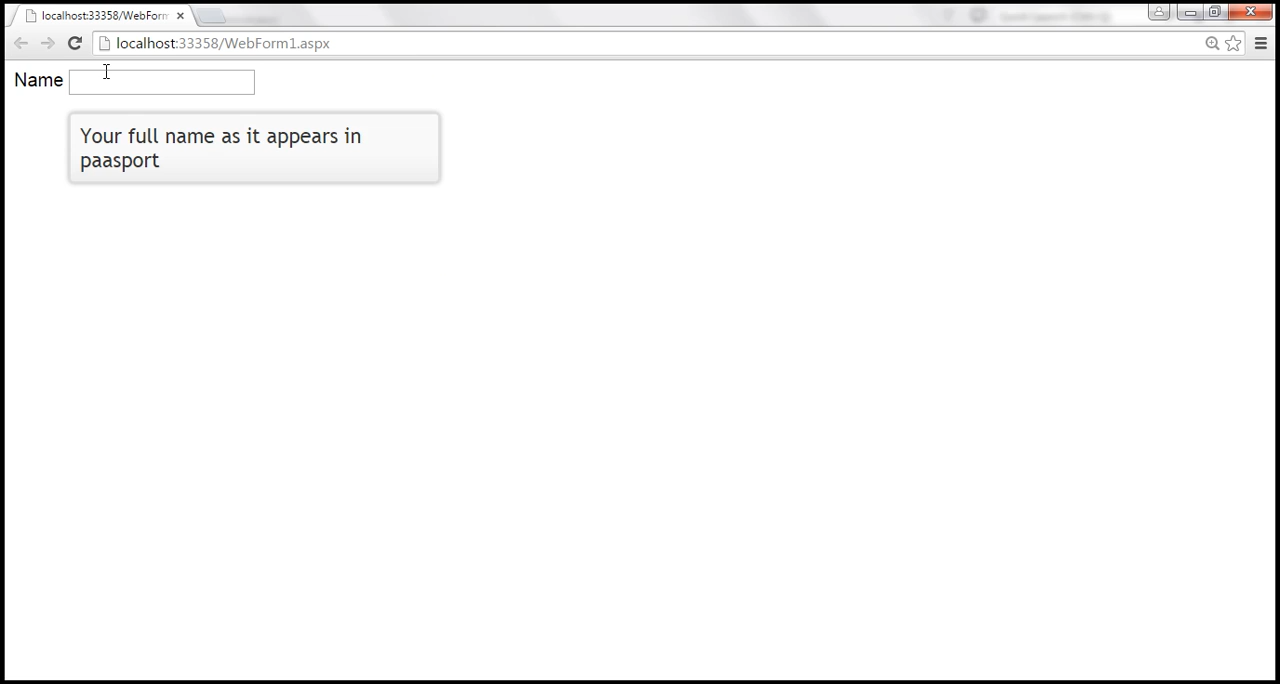 localhost:33358/WebForm
localhost:33358/WebForm1.aspx
Name
Your full name as it appears in
paasport